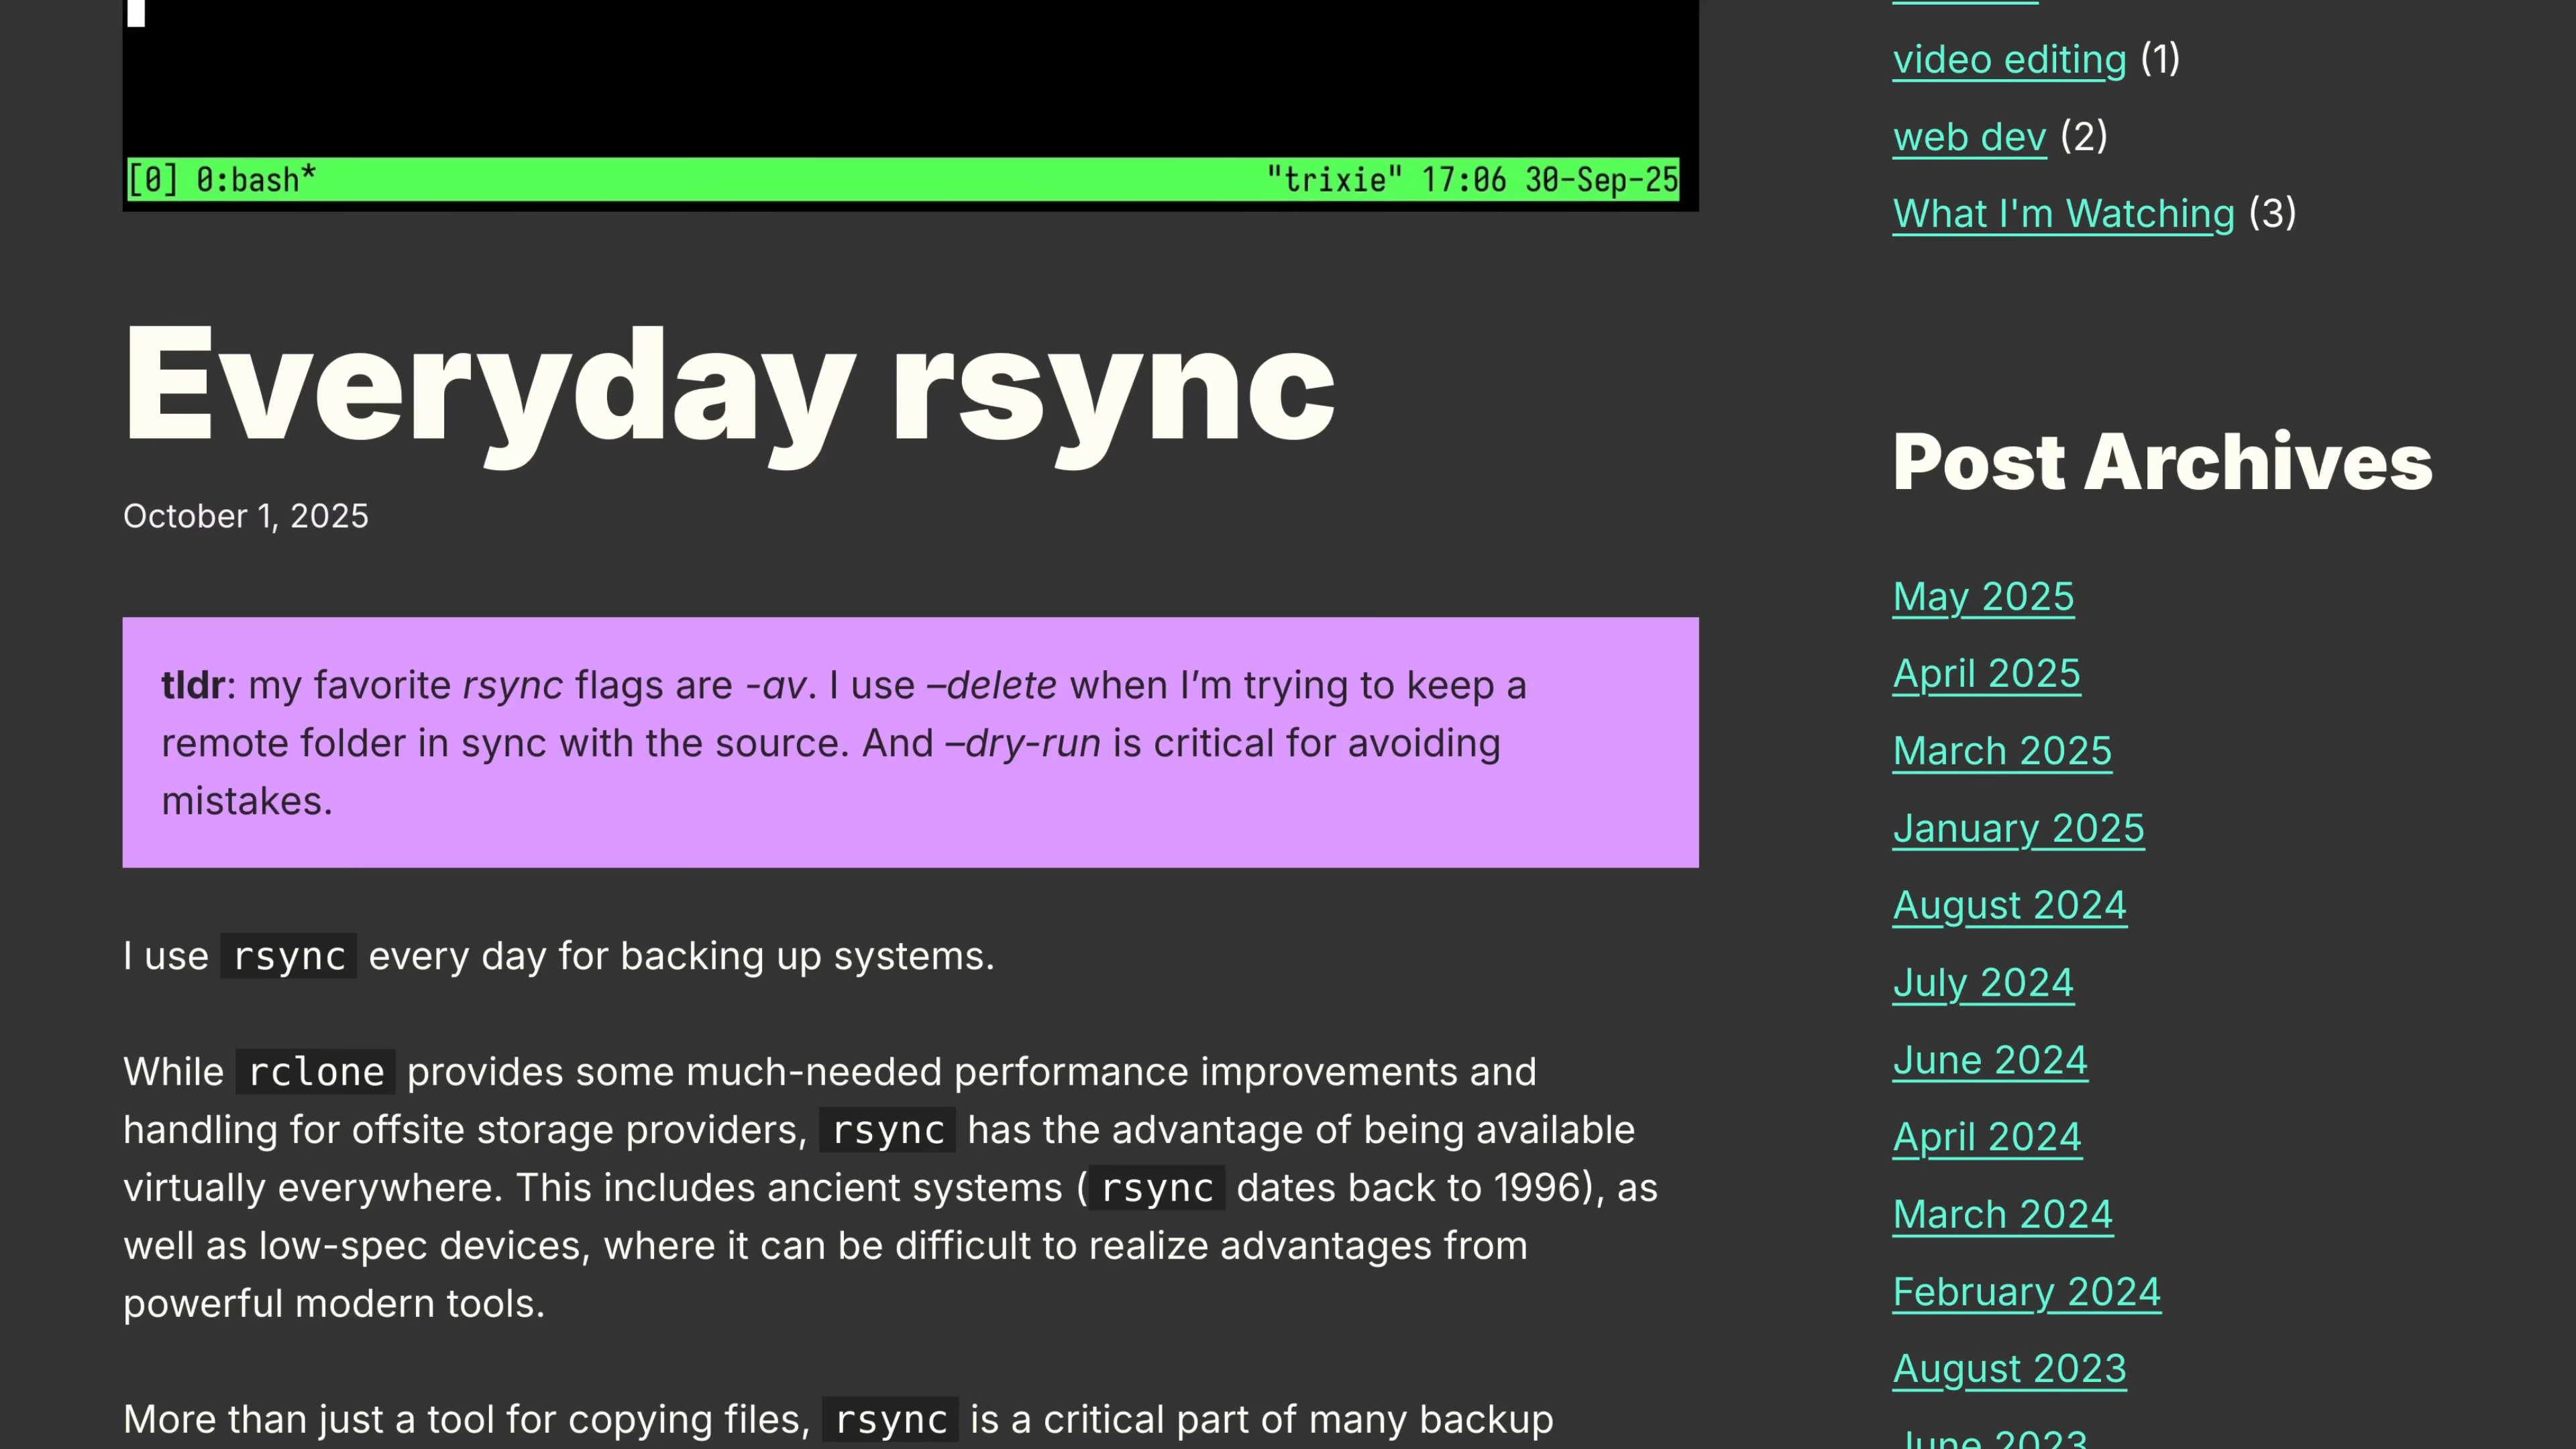 [0] 0:bash* "trixie" 17:06 30-Sep-25
Everyday rsync
October 1, 2025
tldr: my favorite rsync flags are -av. I use –delete when I’m trying to keep a
remote folder in sync with the source. And –dry-run is critical for avoiding
mistakes.
I use rsync every day for backing up systems.
While rclone provides some much-needed performance improvements and
handling for offsite storage providers, rsync has the advantage of being available
virtually everywhere. This includes ancient systems ( rsync dates back to 1996), as
well as low-spec devices, where it can be difficult to realize advantages from
powerful modern tools.
More than just a tool for copying files, rsync is a critical part of many backup
video editing (1)
web dev (2)
What I'm Watching (3)
Post Archives
May 2025
April 2025
March 2025
January 2025
August 2024
July 2024
June 2024
April 2024
March 2024
February 2024
August 2023
June 2023